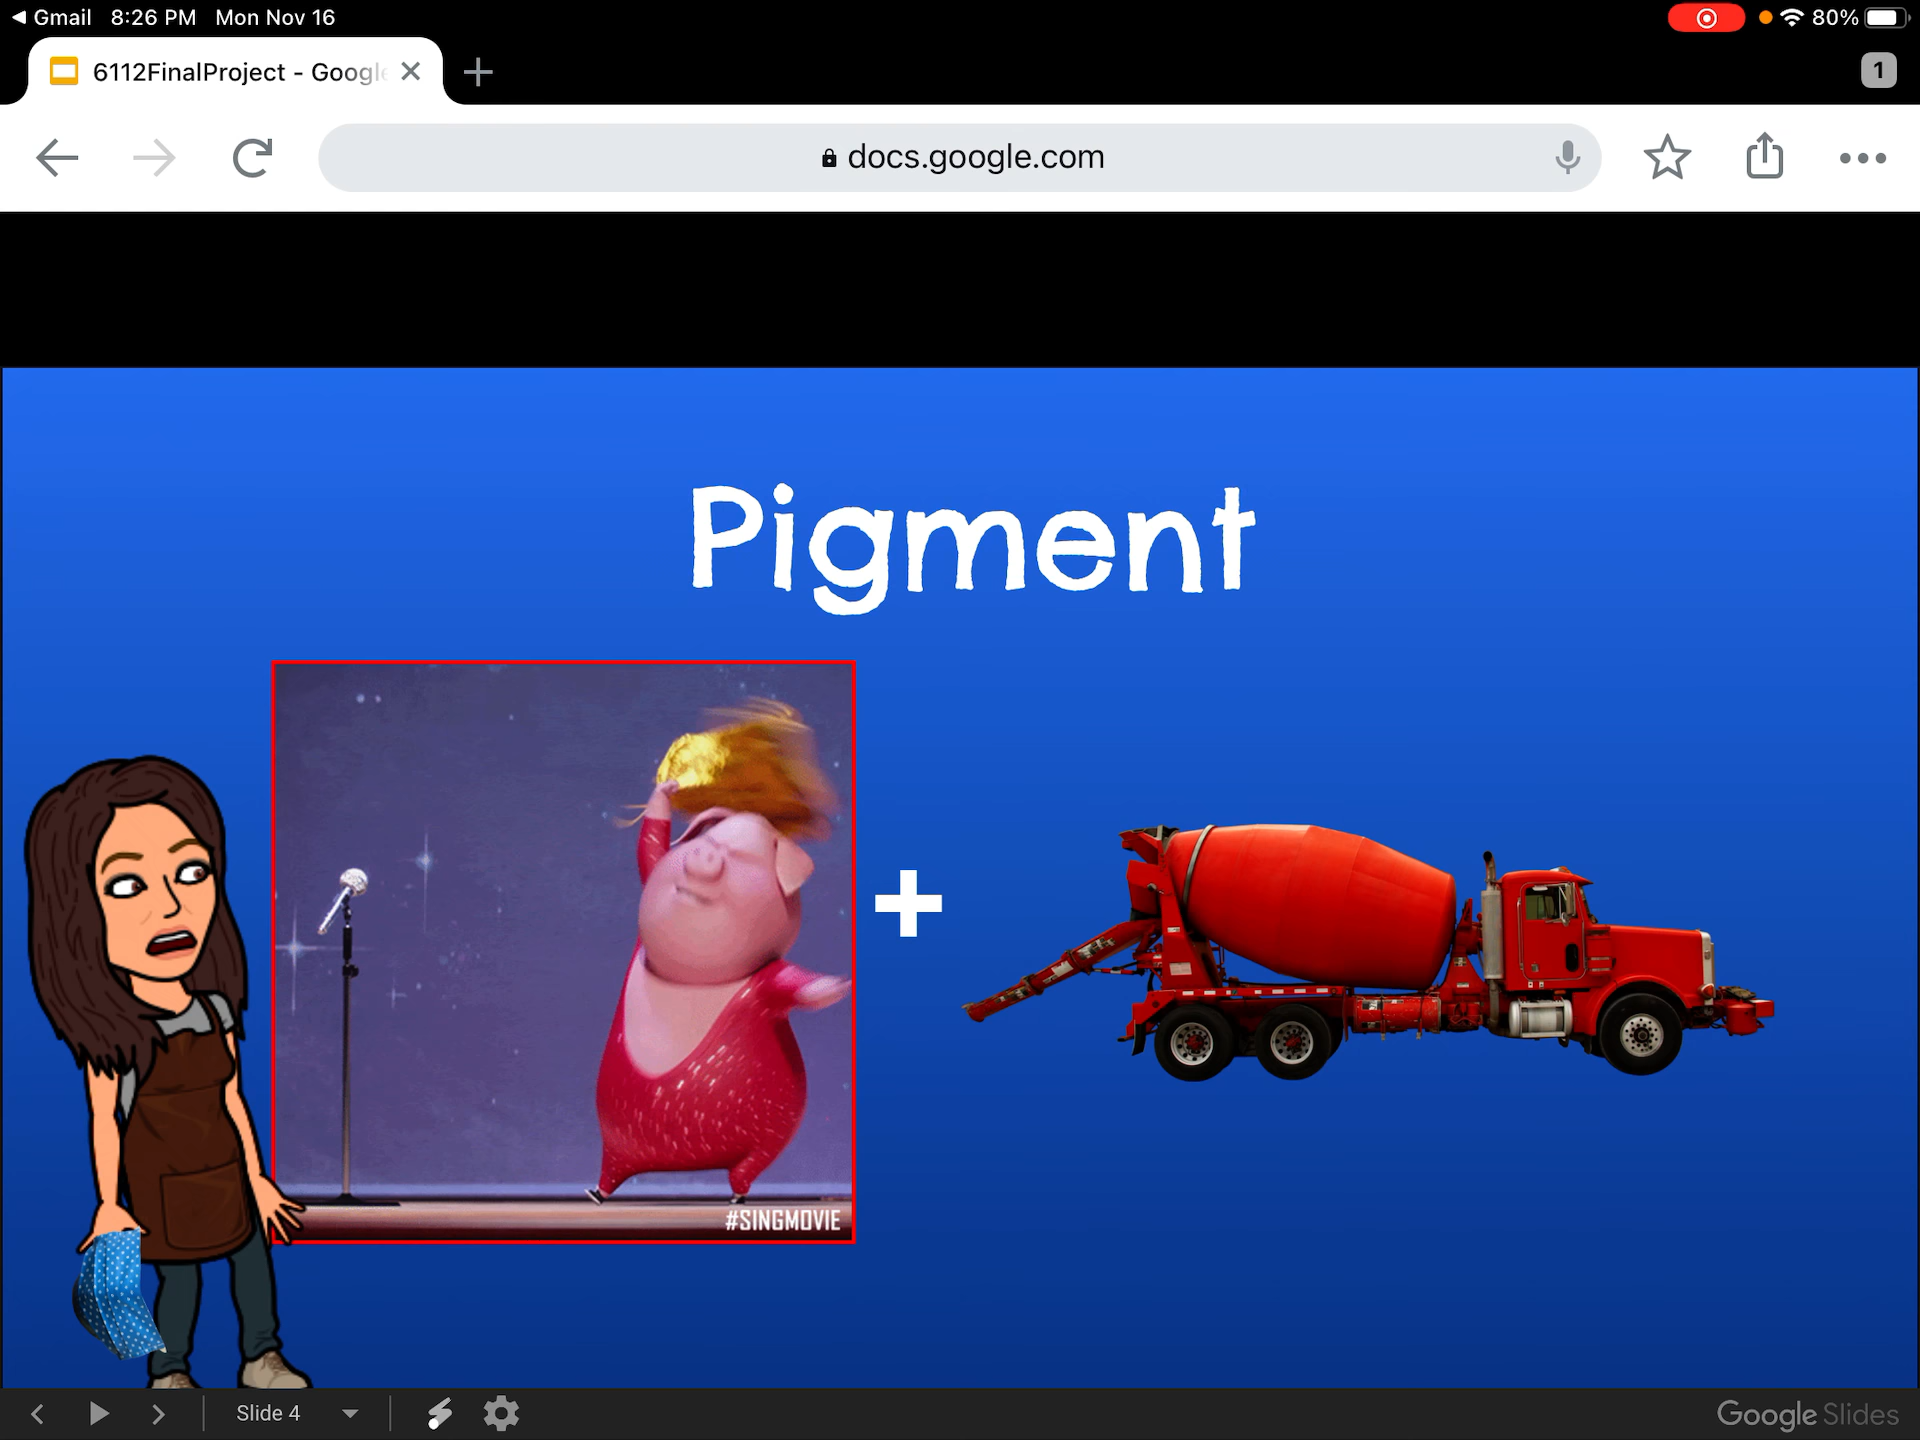 Gmail 8:26 PM Mon Nov 16
80%
6112FinalProject - Google
1
docs.google.com
Pigment
#SINGMOVIE
Slide 4
Google Slides